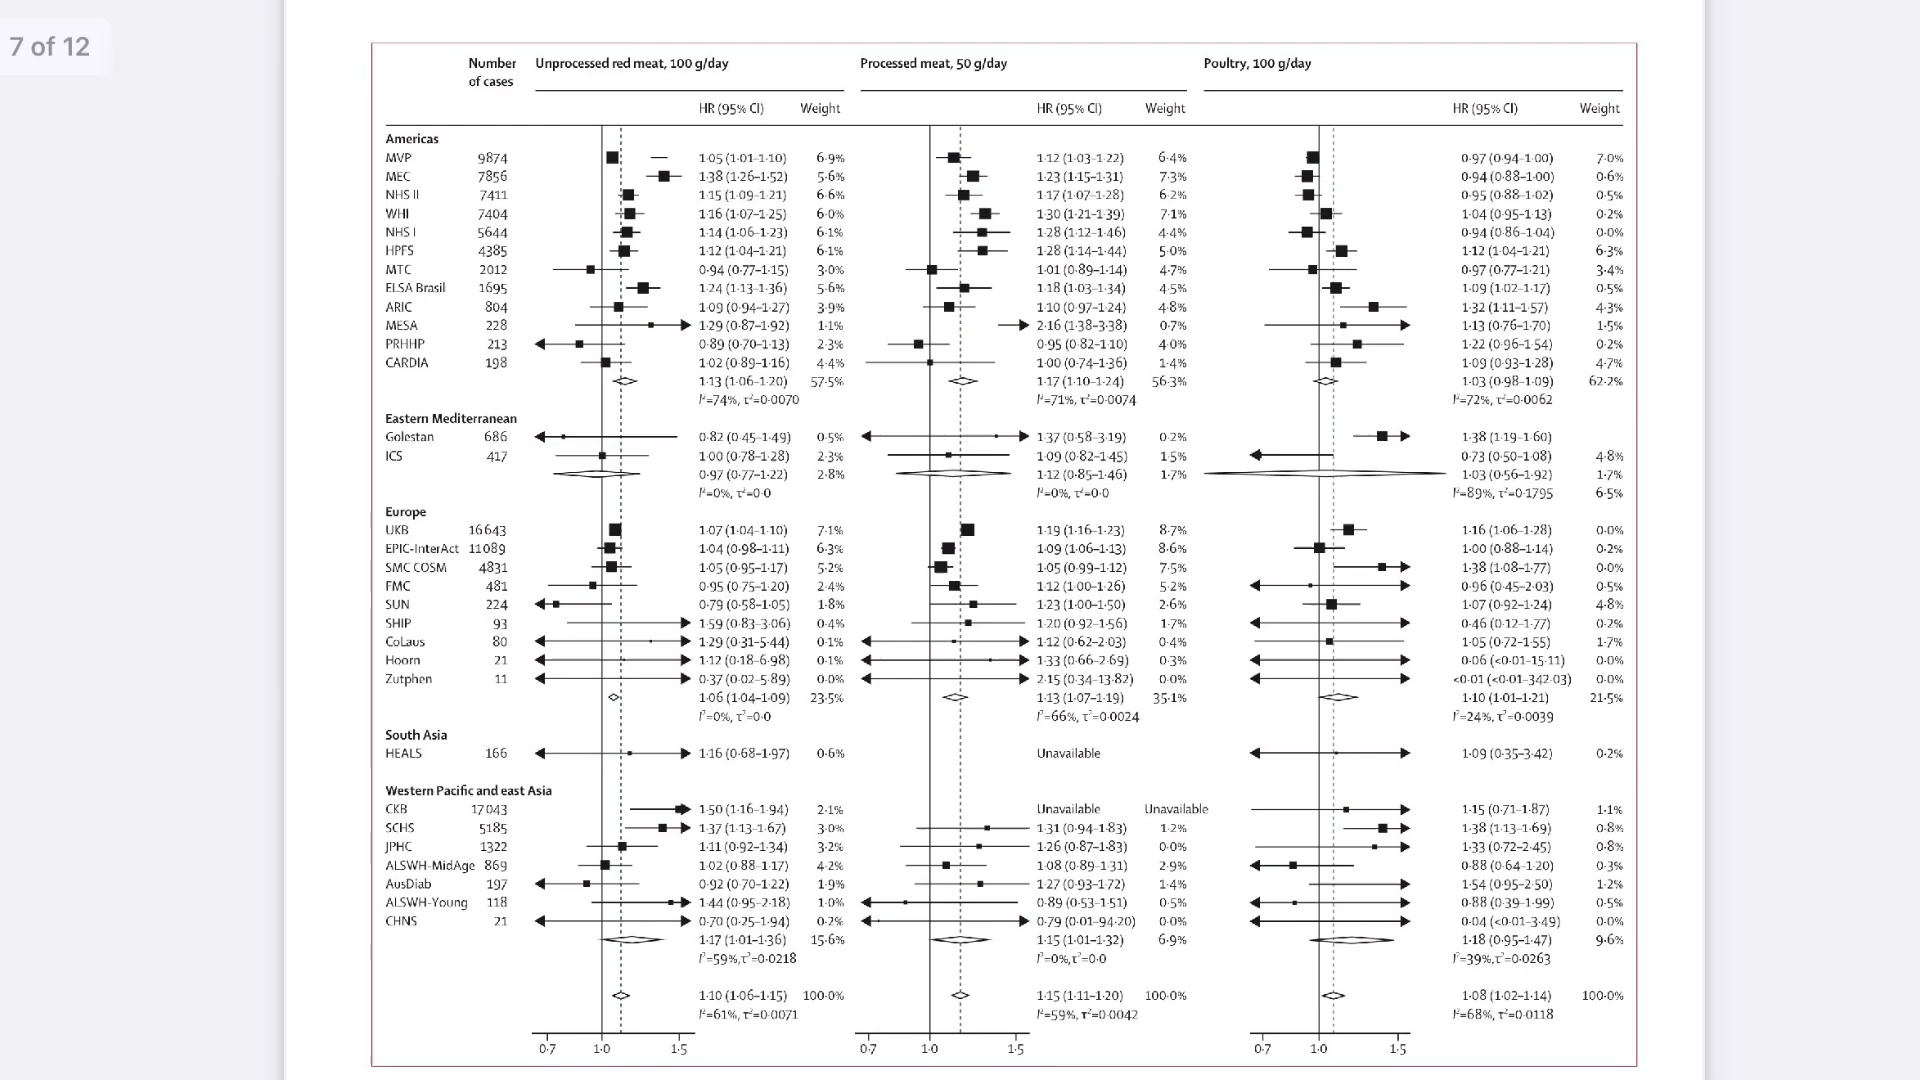 7 of 12
Number of cases Unprocessed red meat, 100 g/day Processed meat, 50 g/day Poultry, 100 g/day
HR (95% CI) Weight HR (95% CI) Weight HR (95% CI) Weight
Americas
MVP 9874 1·05 (1·01–1·10) 6·9% 1·12 (1·03–1·22) 6·4% 0·97 (0·94–1·00) 7·0%
MEC 7856 1·38 (1·26–1·52) 5·6% 1·23 (1·15–1·31) 7·3% 0·94 (0·88–1·00) 0·6%
NHS II 7411 1·15 (1·09–1·21) 6·6% 1·17 (1·07–1·28) 6·2% 0·95 (0·88–1·02) 0·5%
WHI 7404 1·16 (1·07–1·25) 6·0% 1·30 (1·21–1·39) 7·1% 1·04 (0·95–1·13) 0·2%
NHS I 5644 1·14 (1·06–1·23) 6·1% 1·28 (1·12–1·46) 4·4% 0·94 (0·86–1·04) 0·0%
HPFS 4385 1·12 (1·04–1·21) 6·1% 1·28 (1·14–1·44) 5·0% 1·12 (1·04–1·21) 6·3%
MTC 2012 0·94 (0·77–1·15) 3·0% 1·01 (0·89–1·14) 4·7% 0·97 (0·77–1·21) 3·4%
ELSA Brasil 1695 1·24 (1·13–1·36) 5·6% 1·18 (1·03–1·34) 4·5% 1·09 (1·02–1·17) 0·5%
ARIC 804 1·09 (0·94–1·27) 3·9% 1·10 (0·97–1·24) 4·8% 1·32 (1·11–1·57) 4·3%
MESA 228 1·29 (0·87–1·92) 1·1% 2·16 (1·38–3·38) 0·7% 1·13 (0·76–1·70) 1·5%
PRHHP 213 0·89 (0·70–1·13) 2·3% 0·95 (0·82–1·10) 4·0% 1·22 (0·96–1·54) 0·2%
CARDIA 198 1·02 (0·89–1·16) 4·4% 1·00 (0·74–1·36) 1·4% 1·09 (0·93–1·28) 4·7%
1·13 (1·06–1·20) 57·5% 1·17 (1·10–1·24) 56·3% 1·03 (0·98–1·09) 62·2%
I²=74%, τ²=0·0070 I²=71%, τ²=0·0074 I²=72%, τ²=0·0062
Eastern Mediterranean
Golestan 686 0·82 (0·45–1·49) 0·5% 1·37 (0·58–3·19) 0·2% 1·38 (1·19–1·60)
ICS 417 1·00 (0·78–1·28) 2·3% 1·09 (0·82–1·45) 1·5% 0·73 (0·50–1·08) 4·8%
0·97 (0·77–1·22) 2·8% 1·12 (0·85–1·46) 1·7% 1·03 (0·56–1·92) 1·7%
I²=0%, τ²=0·0 I²=0%, τ²=0·0 I²=89%, τ²=0·1795 6·5%
Europe
UKB 16 643 1·07 (1·04–1·10) 7·1% 1·19 (1·16–1·23) 8·7% 1·16 (1·06–1·28) 0·0%
EPIC-InterAct 11 089 1·04 (0·98–1·11) 6·3% 1·09 (1·06–1·13) 8·6% 1·00 (0·88–1·14) 0·2%
SMC COSM 4831 1·05 (0·95–1·17) 5·2% 1·05 (0·99–1·12) 7·5% 1·38 (1·08–1·77) 0·0%
FMC 481 0·95 (0·75–1·20) 2·4% 1·12 (1·00–1·26) 5·2% 0·96 (0·45–2·03) 0·5%
SUN 224 0·79 (0·58–1·05) 1·8% 1·23 (1·00–1·50) 2·6% 1·07 (0·92–1·24) 4·8%
SHIP 93 1·59 (0·83–3·06) 0·4% 1·20 (0·92–1·56) 1·7% 0·46 (0·12–1·77) 0·2%
CoLaus 80 1·29 (0·31–5·44) 0·1% 1·12 (0·62–2·03) 0·4% 1·05 (0·72–1·55) 1·7%
Hoorn 21 1·12 (0·18–6·98) 0·1% 1·33 (0·66–2·69) 0·3% 0·06 (<0·01–15·11) 0·0%
Zutphen 11 0·37 (0·02–5·89) 0·0% 2·15 (0·34–13·82) 0·0% <0·01 (<0·01–342·03) 0·0%
1·06 (1·04–1·09) 23·5% 1·13 (1·07–1·19) 35·1% 1·10 (1·01–1·21) 21·5%
I²=0%, τ²=0·0 I²=66%, τ²=0·0024 I²=24%, τ²=0·0039
South Asia
HEALS 166 1·16 (0·68–1·97) 0·6% Unavailable 1·09 (0·35–3·42) 0·2%
Western Pacific and east Asia
CKB 17 043 1·50 (1·16–1·94) 2·1% Unavailable Unavailable 1·15 (0·71–1·87) 1·1%
SCHS 5185 1·37 (1·13–1·67) 3·0% 1·31 (0·94–1·83) 1·2% 1·38 (1·13–1·69) 0·8%
JPHC 1322 1·11 (0·92–1·34) 3·2% 1·26 (0·87–1·83) 0·0% 1·33 (0·72–2·45) 0·8%
ALSWH-MidAge 869 1·02 (0·88–1·17) 4·2% 1·08 (0·89–1·31) 2·9% 0·88 (0·64–1·20) 0·3%
AusDiab 197 0·92 (0·70–1·22) 1·9% 1·27 (0·93–1·72) 1·4% 1·54 (0·95–2·50) 1·2%
ALSWH-Young 118 1·44 (0·95–2·18) 1·0% 0·89 (0·53–1·51) 0·5% 0·88 (0·39–1·99) 0·5%
CHNS 21 0·70 (0·25–1·94) 0·2% 0·79 (0·01–94·20) 0·0% 0·04 (<0·01–3·49) 0·0%
1·17 (1·01–1·36) 15·6% 1·15 (1·01–1·32) 6·9% 1·18 (0·95–1·47) 9·6%
I²=59%,τ²=0·0218 I²=0%,τ²=0·0 I²=39%,τ²=0·0263
1·10 (1·06–1·15) 100·0% 1·15 (1·11–1·20) 100·0% 1·08 (1·02–1·14) 100·0%
I²=61%, τ²=0·0071 I²=59%, τ²=0·0042 I²=68%, τ²=0·0118
0·7 1·0 1·5 0·7 1·0 1·5 0·7 1·0 1·5